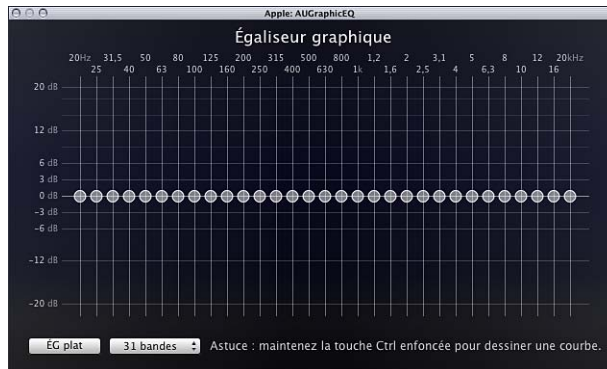 Apple: AUGraphicEQ
Égaliseur graphique
20Hz 31,5 50 80 125 200 315 500 800 1,2 2 3,1 5 8 12 20kHz
25 40 63 100 160 250 400 630 1k 1,6 2,5 4 6,3 10 16
20 dB
12 dB
6 dB
3 dB
0 dB
-3 dB
-6 dB
-12 dB
-20 dB
ÉG plat 31 bandes Astuce : maintenez la touche Ctrl enfoncée pour dessiner une courbe.